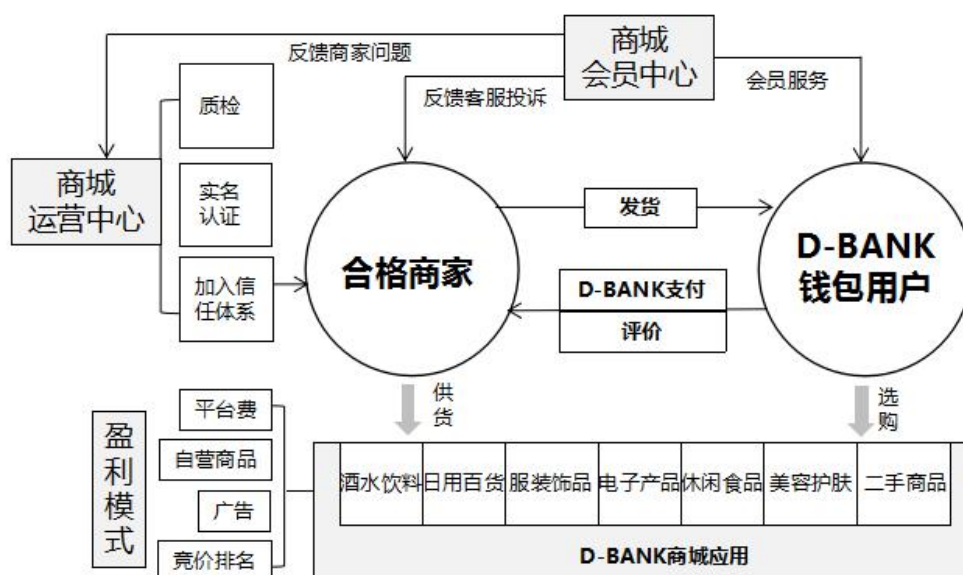 商城
会员中心
反馈商家问题
反馈客服投诉
会员服务
质检
商城
运营中心
实名
认证
加入信
任体系
合格商家
发货
D-BANK支付
评价
D-BANK
钱包用户
供
货
选
购
盈
利
模
式
平台费
自营商品
广告
竞价排名
酒水饮料
日用百货
服装饰品
电子产品
休闲食品
美容护肤
二手商品
D-BANK商城应用